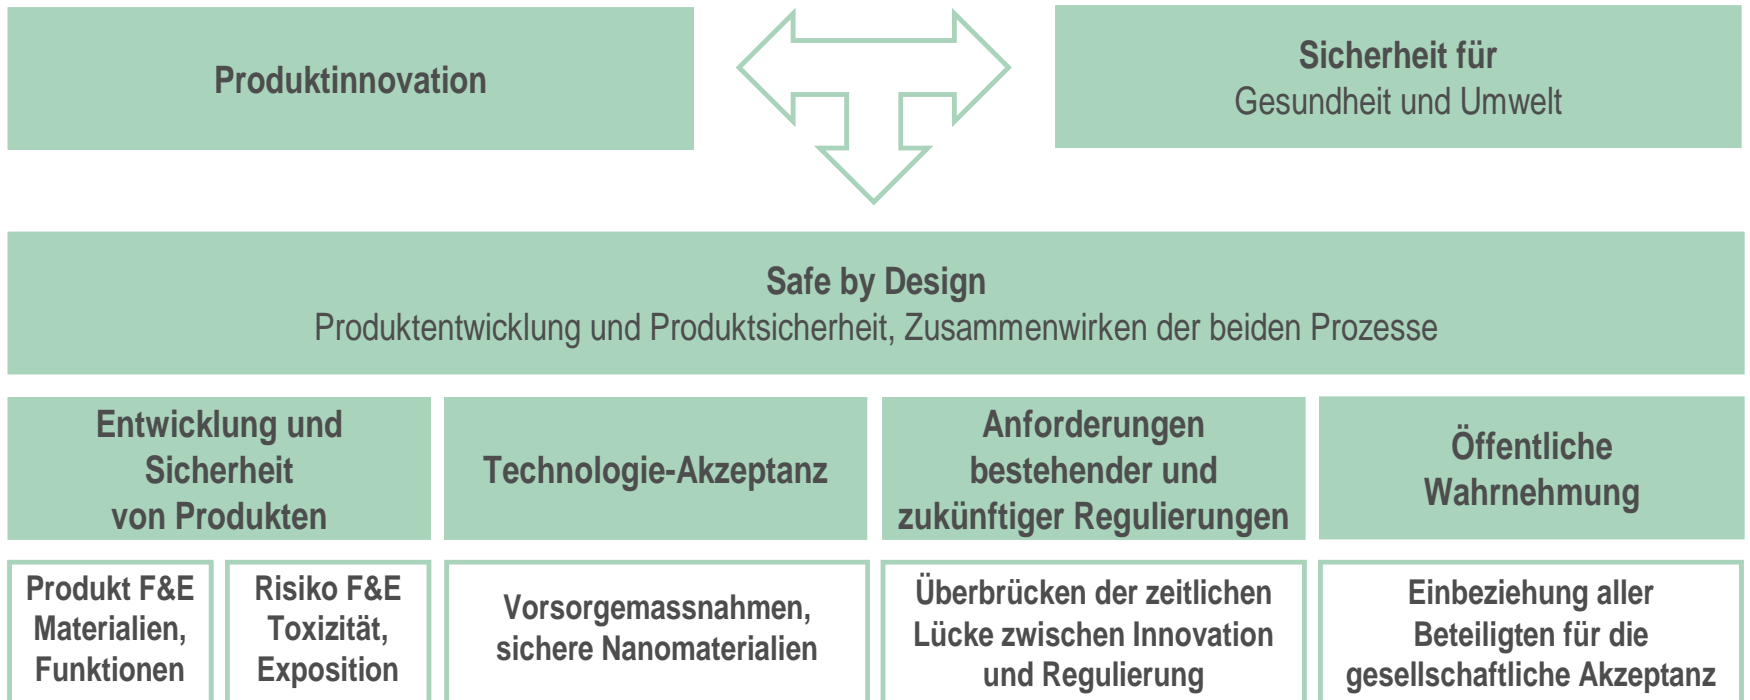 Produktinnovation
Sicherheit für
Gesundheit und Umwelt
Safe by Design
Produktentwicklung und Produktsicherheit, Zusammenwirken der beiden Prozesse
Entwicklung und
Sicherheit
von Produkten
Technologie-Akzeptanz
Anforderungen
bestehender und
zukünftiger Regulierungen
Öffentliche
Wahrnehmung
Produkt F&E
Materialien,
Funktionen
Risiko F&E
Toxizität,
Exposition
Vorsorgemassnahmen,
sichere Nanomaterialien
Überbrücken der zeitlichen
Lücke zwischen Innovation
und Regulierung
Einbeziehung aller
Beteiligten für die
gesellschaftliche Akzeptanz